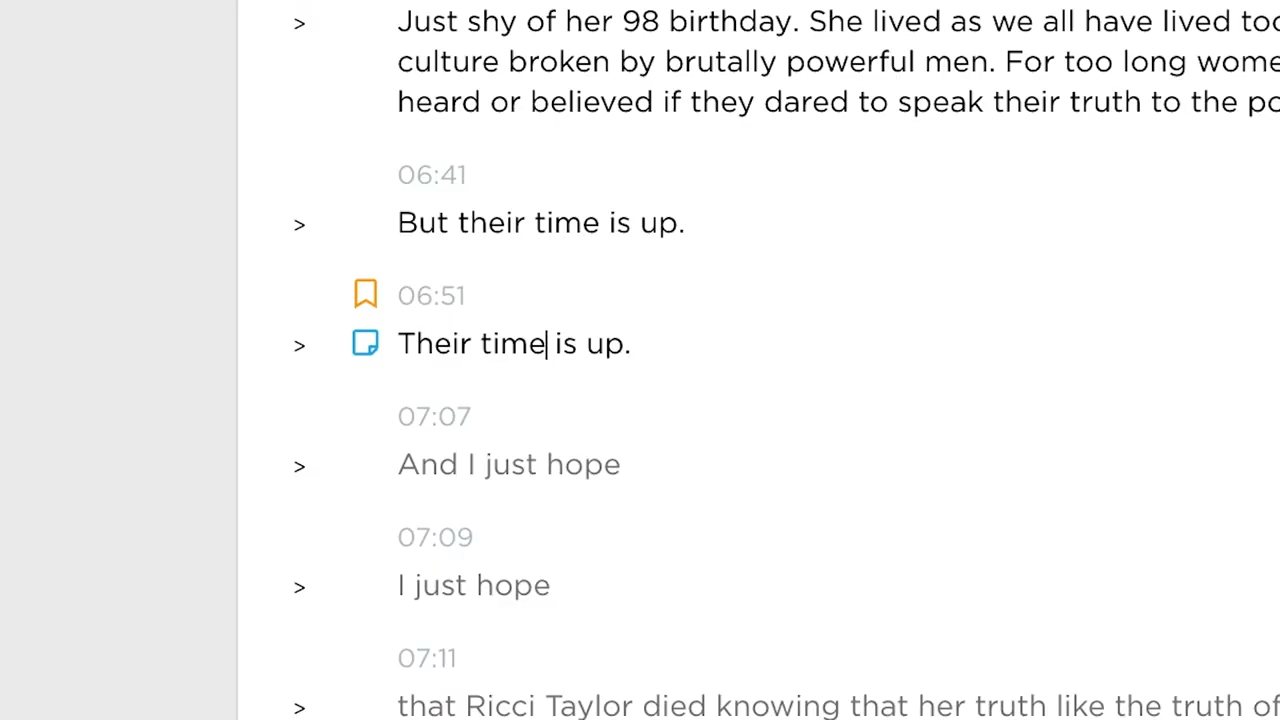 > Just shy of her 98 birthday. She lived as we all have lived
culture broken by brutally powerful men. For too long
heard or believed if they dared to speak their truth to the
06:41
> But their time is up.
06:51
> Their time is up.
07:07
> And I just hope
07:09
> I just hope
07:11
> that Ricci Taylor died knowing that her truth like the truth of